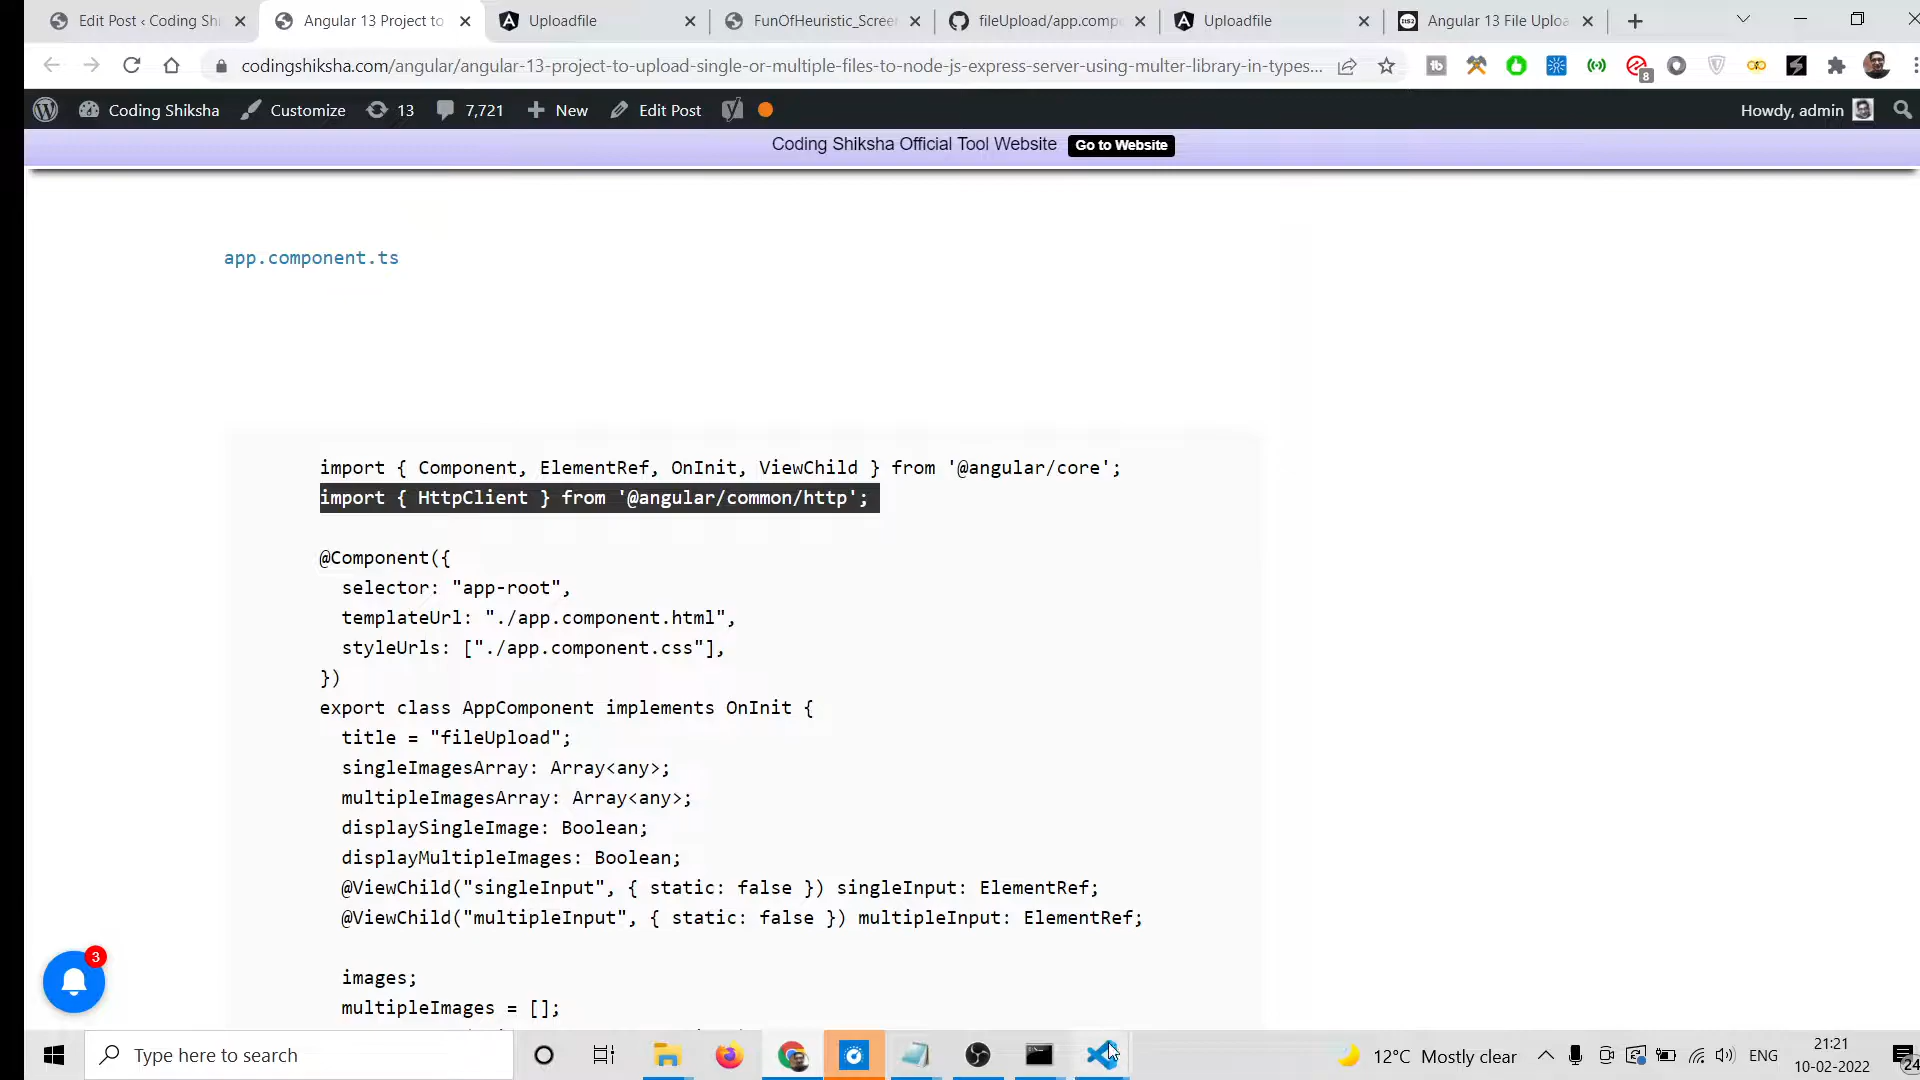 Edit Post ‹ Coding Shi
Angular 13 Project to
Uploadfile
FunOfHeuristic_Screen
fileUpload/app.compo
Uploadfile
Angular 13 File Uploa
codingshiksha.com/angular/angular-13-project-to-upload-single-or-multiple-files-to-node-js-express-server-using-multer-library-in-types...
8
Coding Shiksha
Customize
13
7,721
New
Edit Post
Howdy, admin
Coding Shiksha Official Tool Website
Go to Website
app.component.ts
import { Component, ElementRef, OnInit, ViewChild } from '@angular/core';
import { HttpClient } from '@angular/common/http';
@Component({
selector: "app-root",
templateUrl: "./app.component.html",
styleUrls: ["./app.component.css"],
})
export class AppComponent implements OnInit {
title = "fileUpload";
singleImagesArray: Array<any>;
multipleImagesArray: Array<any>;
displaySingleImage: Boolean;
displayMultipleImages: Boolean;
@ViewChild("singleInput", { static: false }) singleInput: ElementRef;
@ViewChild("multipleInput", { static: false }) multipleInput: ElementRef;
images;
multipleImages = [];
3
Type here to search
12°C Mostly clear
ENG
21:21
10-02-2022
24